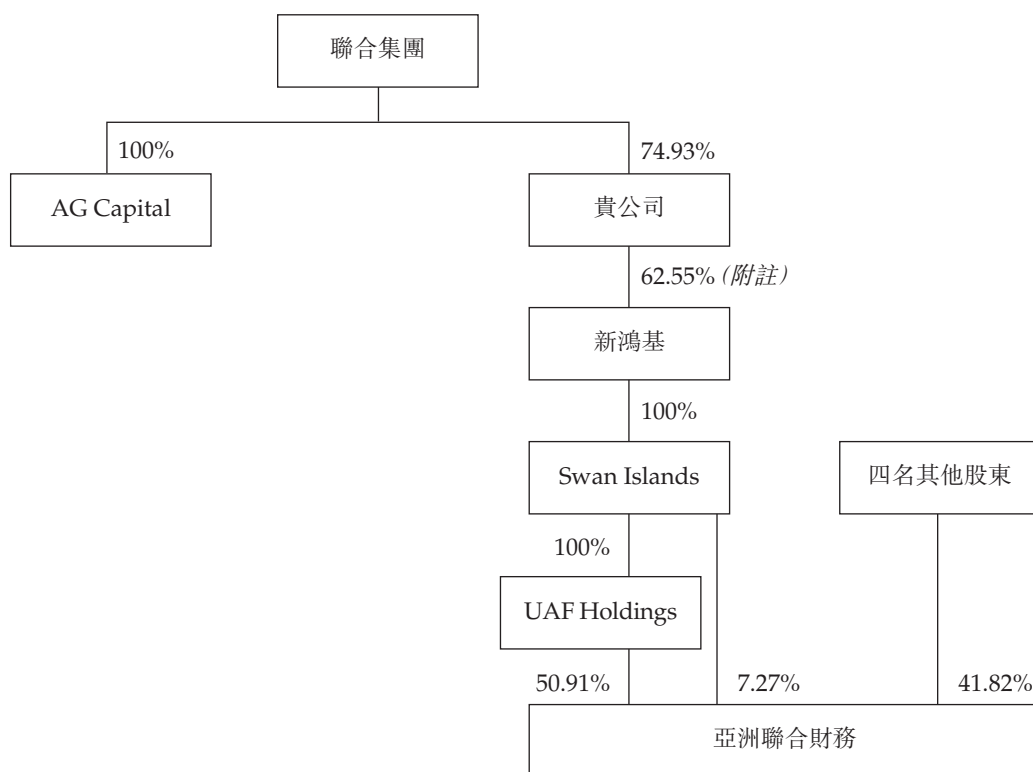 聯合集團
100%
74.93%
AG Capital
貴公司
62.55% (附註)
新鴻基
100%
Swan Islands
四名其他股東
100%
UAF Holdings
50.91%
7.27%
41.82%
亞洲聯合財務